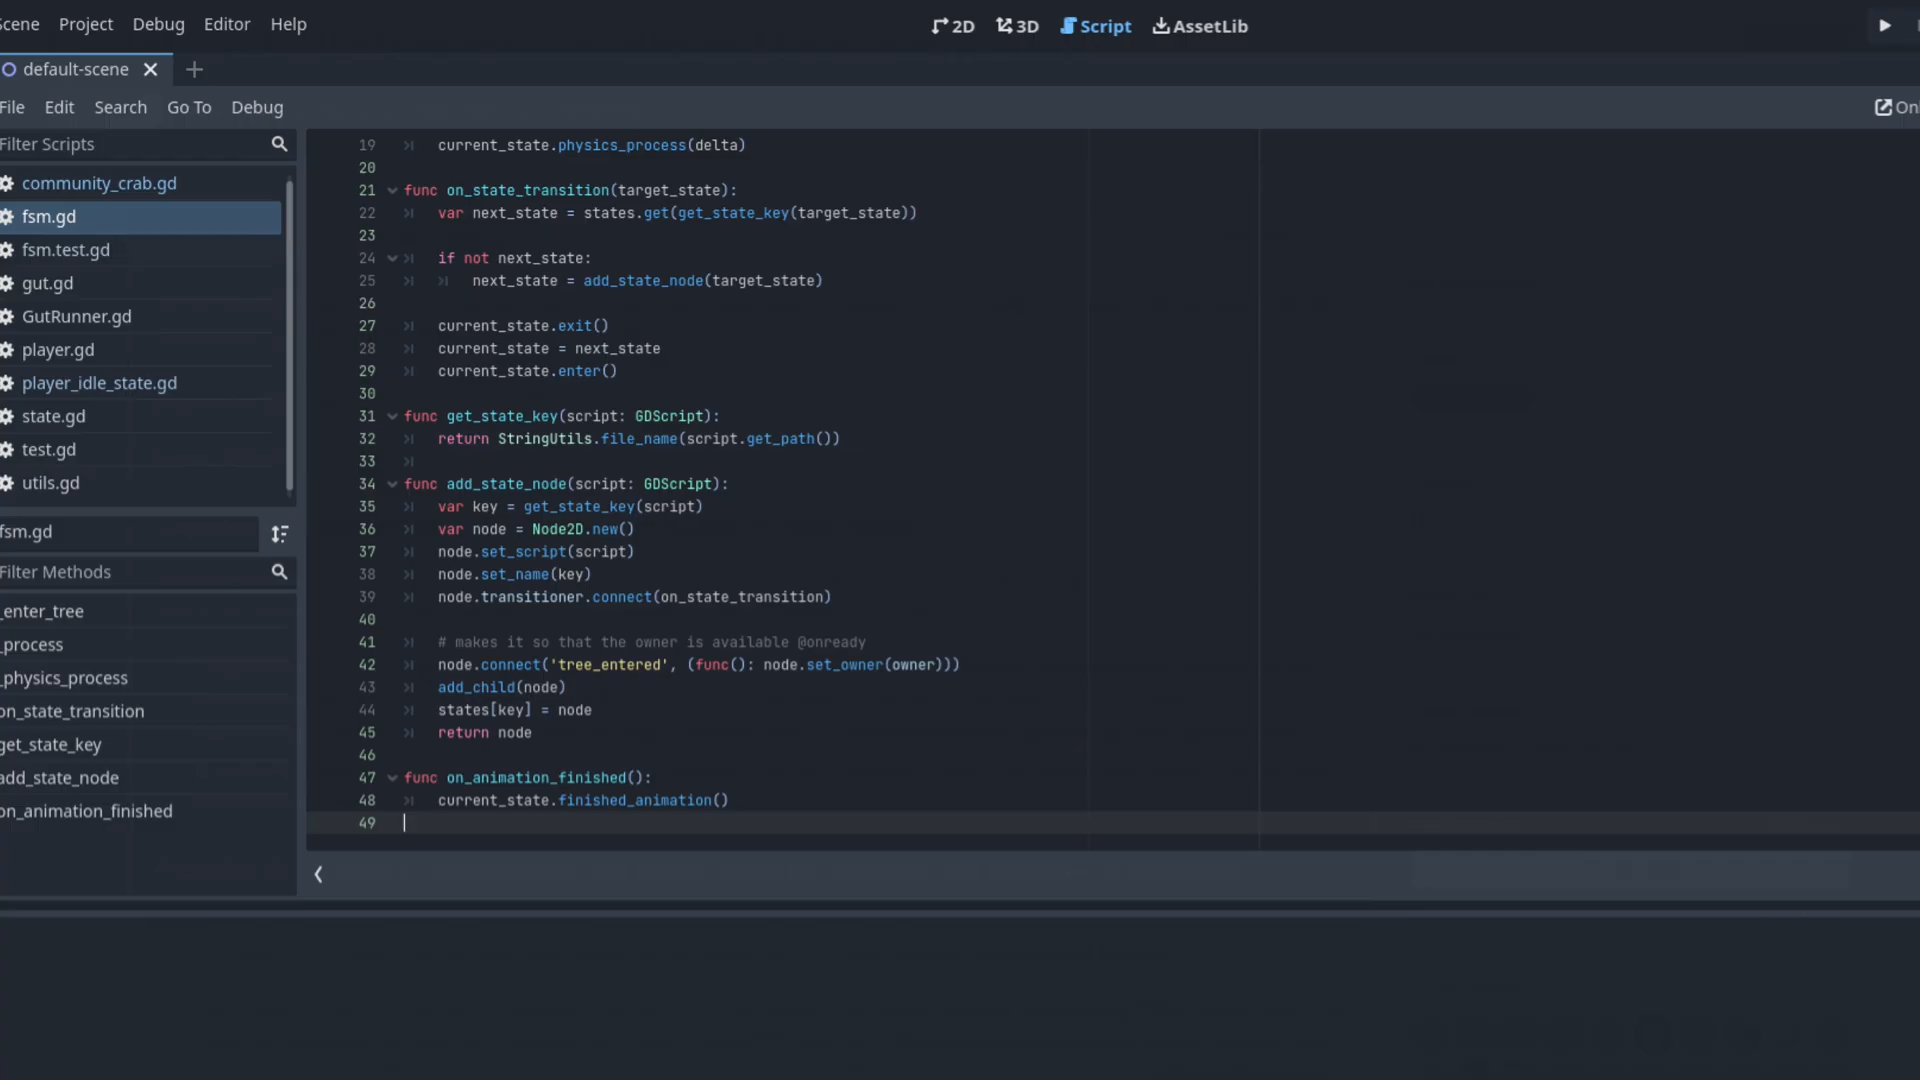 Scene Project Debug Editor Help
2D 3D Script AssetLib
default-scene
File Edit Search Go To Debug
Filter Scripts
community_crab.gd
fsm.gd
fsm.test.gd
gut.gd
GutRunner.gd
player.gd
player_idle_state.gd
state.gd
test.gd
utils.gd
fsm.gd
Filter Methods
_enter_tree
_process
_physics_process
on_state_transition
get_state_key
add_state_node
on_animation_finished
19 current_state.physics_process(delta)
20
21 func on_state_transition(target_state):
22 var next_state = states.get(get_state_key(target_state))
23
24 if not next_state:
25 next_state = add_state_node(target_state)
26
27 current_state.exit()
28 current_state = next_state
29 current_state.enter()
30
31 func get_state_key(script: GDScript):
32 return StringUtils.file_name(script.get_path())
33
34 func add_state_node(script: GDScript):
35 var key = get_state_key(script)
36 var node = Node2D.new()
37 node.set_script(script)
38 node.set_name(key)
39 node.transitioner.connect(on_state_transition)
40
41 # makes it so that the owner is available @onready
42 node.connect('tree_entered', (func(): node.set_owner(owner)))
43 add_child(node)
44 states[key] = node
45 return node
46
47 func on_animation_finished():
48 current_state.finished_animation()
49